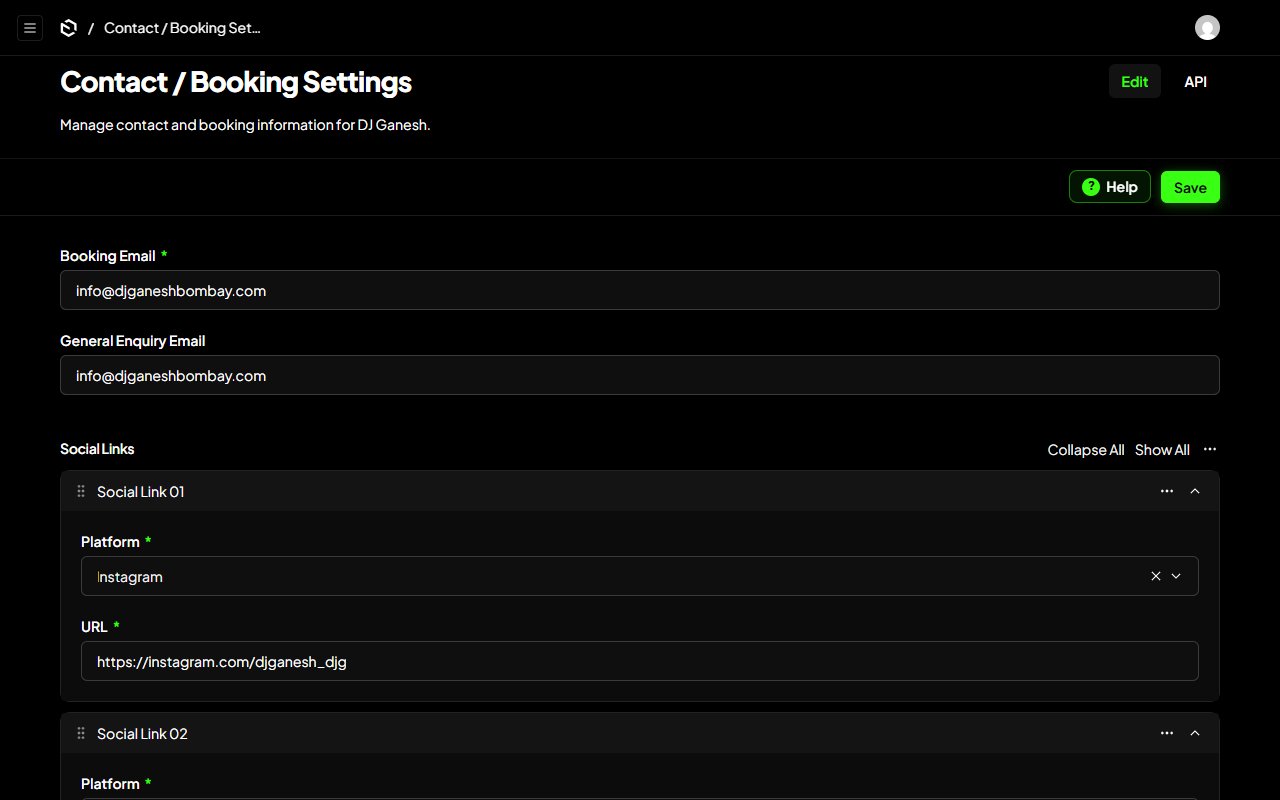 / Contact / Booking Set...
Contact / Booking Settings
Edit
API
Manage contact and booking information for DJ Ganesh.
? Help
Save
Booking Email *
info@djganeshbombay.com
General Enquiry Email
info@djganeshbombay.com
Social Links
Collapse All
Show All
Social Link 01
Platform *
Instagram
URL *
https://instagram.com/djganesh_djg
Social Link 02
Platform *